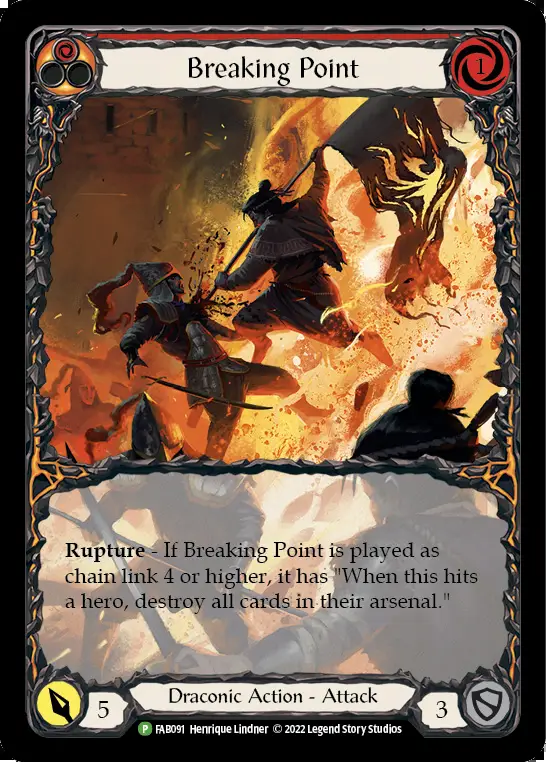 Breaking Point
1
Rupture - If Breaking Point is played as
chain link 4 or higher, it has "When this hits
a hero, destroy all cards in their arsenal."
5
Draconic Action - Attack
3
P FAB091 Henrique Lindner © 2022 Legend Story Studios